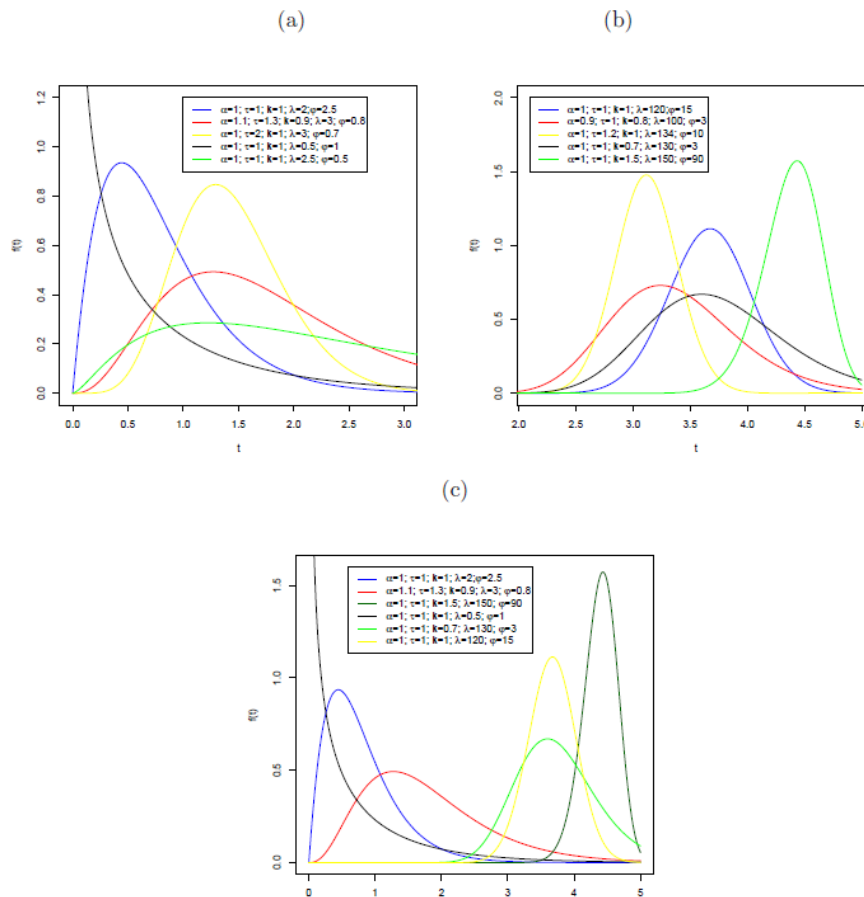 (a)
(b)
α=1; τ=1; k=1; λ=2;φ=2.5
α=1.1; τ=1.3; k=0.9; λ=3; φ=0.8
α=1; τ=2; k=1; λ=3; φ=0.7
α=1; τ=1; k=1; λ=0.5; φ=1
α=1; τ=1; k=1; λ=2.5; φ=0.5
f(t)
0.0 0.2 0.4 0.6 0.8 1.0 1.2
0.0 0.5 1.0 1.5 2.0 2.5 3.0
t
α=1; τ=1; k=1; λ=120;φ=15
α=0.9; τ=1; k=0.8; λ=100; φ=3
α=1; τ=1.2; k=1; λ=134; φ=10
α=1; τ=1; k=0.7; λ=130; φ=3
α=1; τ=1; k=1.5; λ=150; φ=90
f(t)
0.0 0.5 1.0 1.5 2.0
2.0 2.5 3.0 3.5 4.0 4.5 5.0
t
(c)
α=1; τ=1; k=1; λ=2;φ=2.5
α=1.1; τ=1.3; k=0.9; λ=3; φ=0.8
α=1; τ=1; k=1.5; λ=150; φ=90
α=1; τ=1; k=1; λ=0.5; φ=1
α=1; τ=1; k=0.7; λ=130; φ=3
α=1; τ=1; k=1; λ=120; φ=15
f(t)
0.0 0.5 1.0 1.5
0 1 2 3 4 5